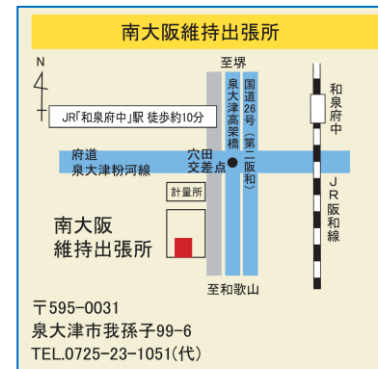 南大阪維持出張所
N
至堺
JR｢和泉府中｣駅 徒歩約10分
泉大津高架橋
国道26号(第二阪和)
和泉府中
府道
泉大津粉河線
穴田
交差点
JR阪和線
計量所
南大阪
維持出張所
至和歌山
〒595-0031
泉大津市我孫子99-6
TEL.0725-23-1051(代)